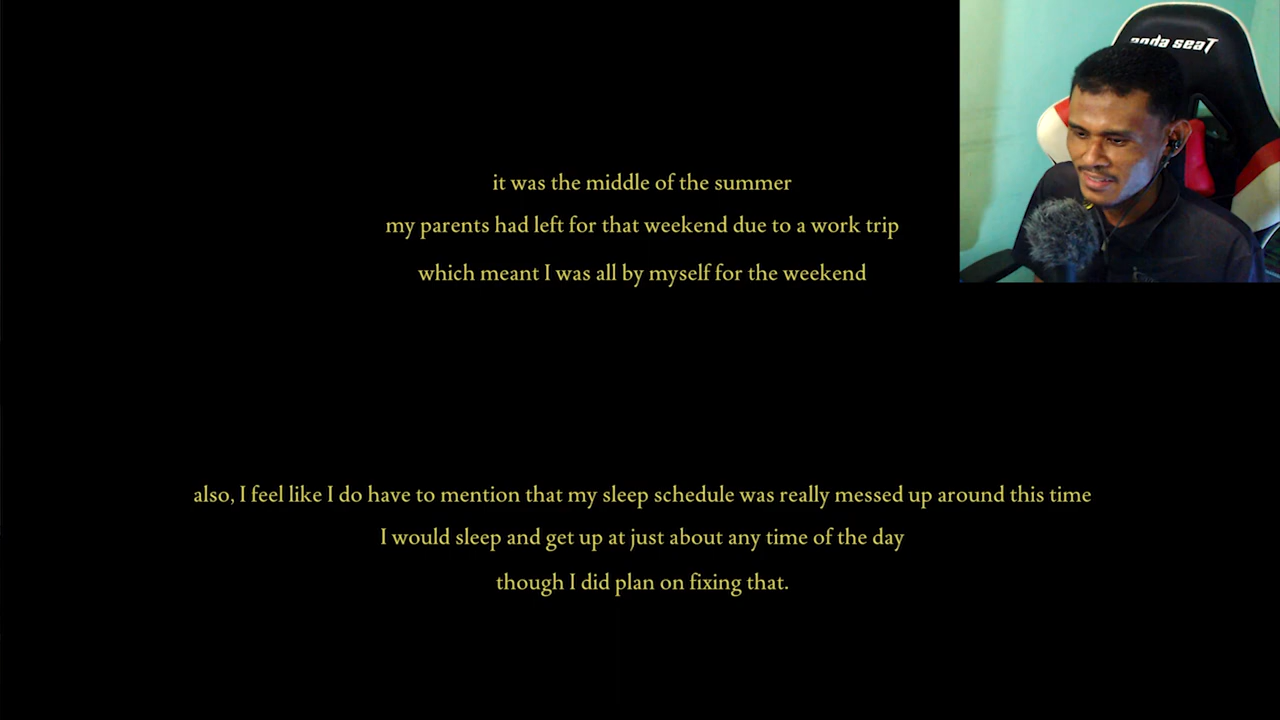 anda seaT
it was the middle of the summer
my parents had left for that weekend due to a work trip
which meant I was all by myself for the weekend
also, I feel like I do have to mention that my sleep schedule was really messed up around this time
I would sleep and get up at just about any time of the day
though I did plan on fixing that.